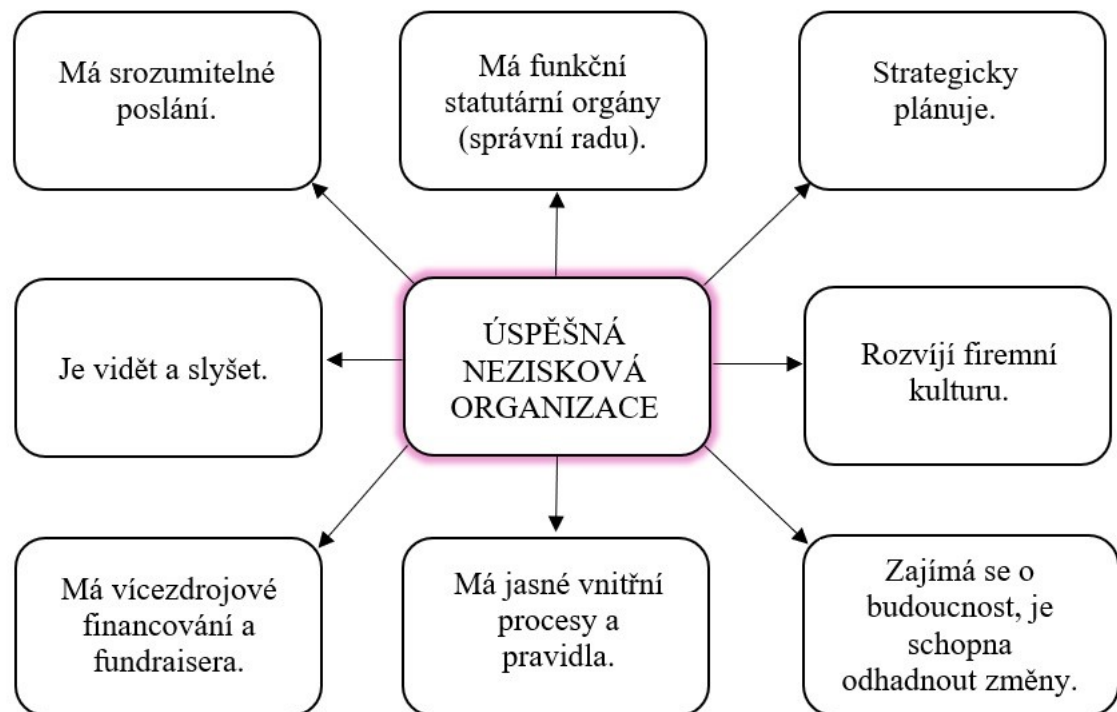 Má srozumitelné
poslání.
Má funkční
statutární orgány
(správní radu).
Strategicky
plánuje.
Je vidět a slyšet.
ÚSPĚŠNÁ
NEZISKOVÁ
ORGANIZACE
Rozvíjí firemní
kulturu.
Má vícezdrojové
financování a
fundraisera.
Má jasné vnitřní
procesy a
pravidla.
Zajímá se o
budoucnost, je
schopna
odhadnout změny.